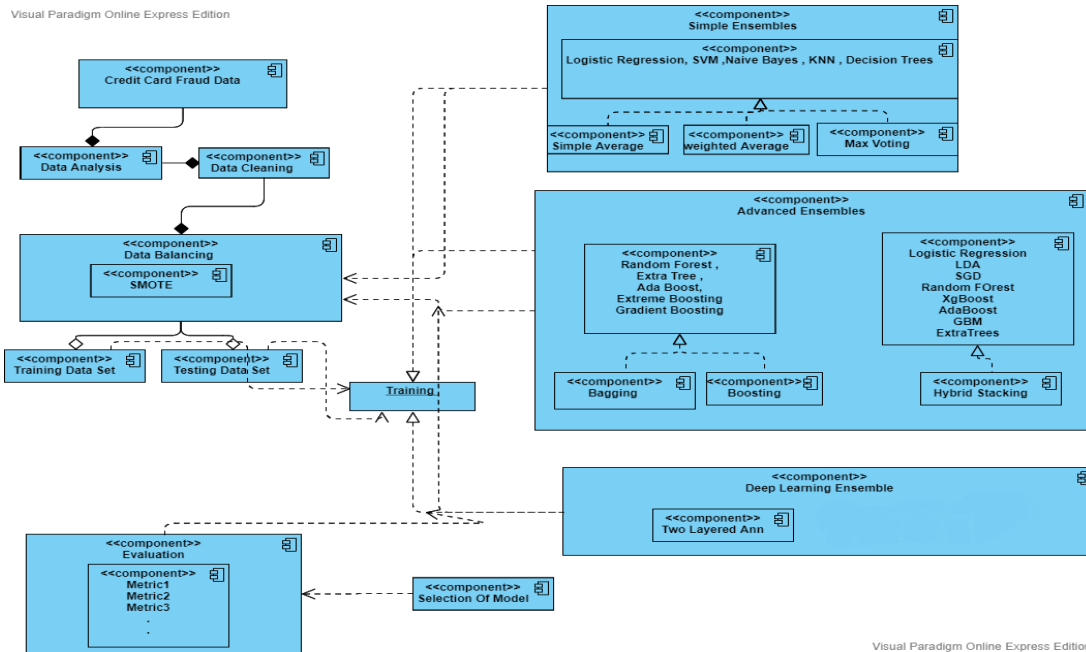 Visual Paradigm Online Express Edition
<<component>>
Credit Card Fraud Data
<<component>>
Data Analysis
<<component>>
Data Cleaning
<<component>>
Data Balancing
<<component>>
SMOTE
<<component>>
Training Data Set
<<component>>
Testing Data Set
Training
<<component>>
Simple Ensembles
<<component>>
Logistic Regression, SVM ,Naive Bayes , KNN , Decision Trees
<<component>>
Simple Average
<<component>>
weighted Average
<<component>>
Max Voting
<<component>>
Advanced Ensembles
<<component>>
Random Forest ,
Extra Tree ,
Ada Boost,
Extreme Boosting
Gradient Boosting
<<component>>
Logistic Regression
LDA
SGD
Random FOrest
XgBoost
AdaBoost
GBM
ExtraTrees
<<component>>
Bagging
<<component>>
Boosting
<<component>>
Hybrid Stacking
<<component>>
Deep Learning Ensemble
<<component>>
Two Layered Ann
<<component>>
Evaluation
<<component>>
Metric1
Metric2
Metric3
.
.
<<component>>
Selection Of Model
Visual Paradigm Online Express Edition